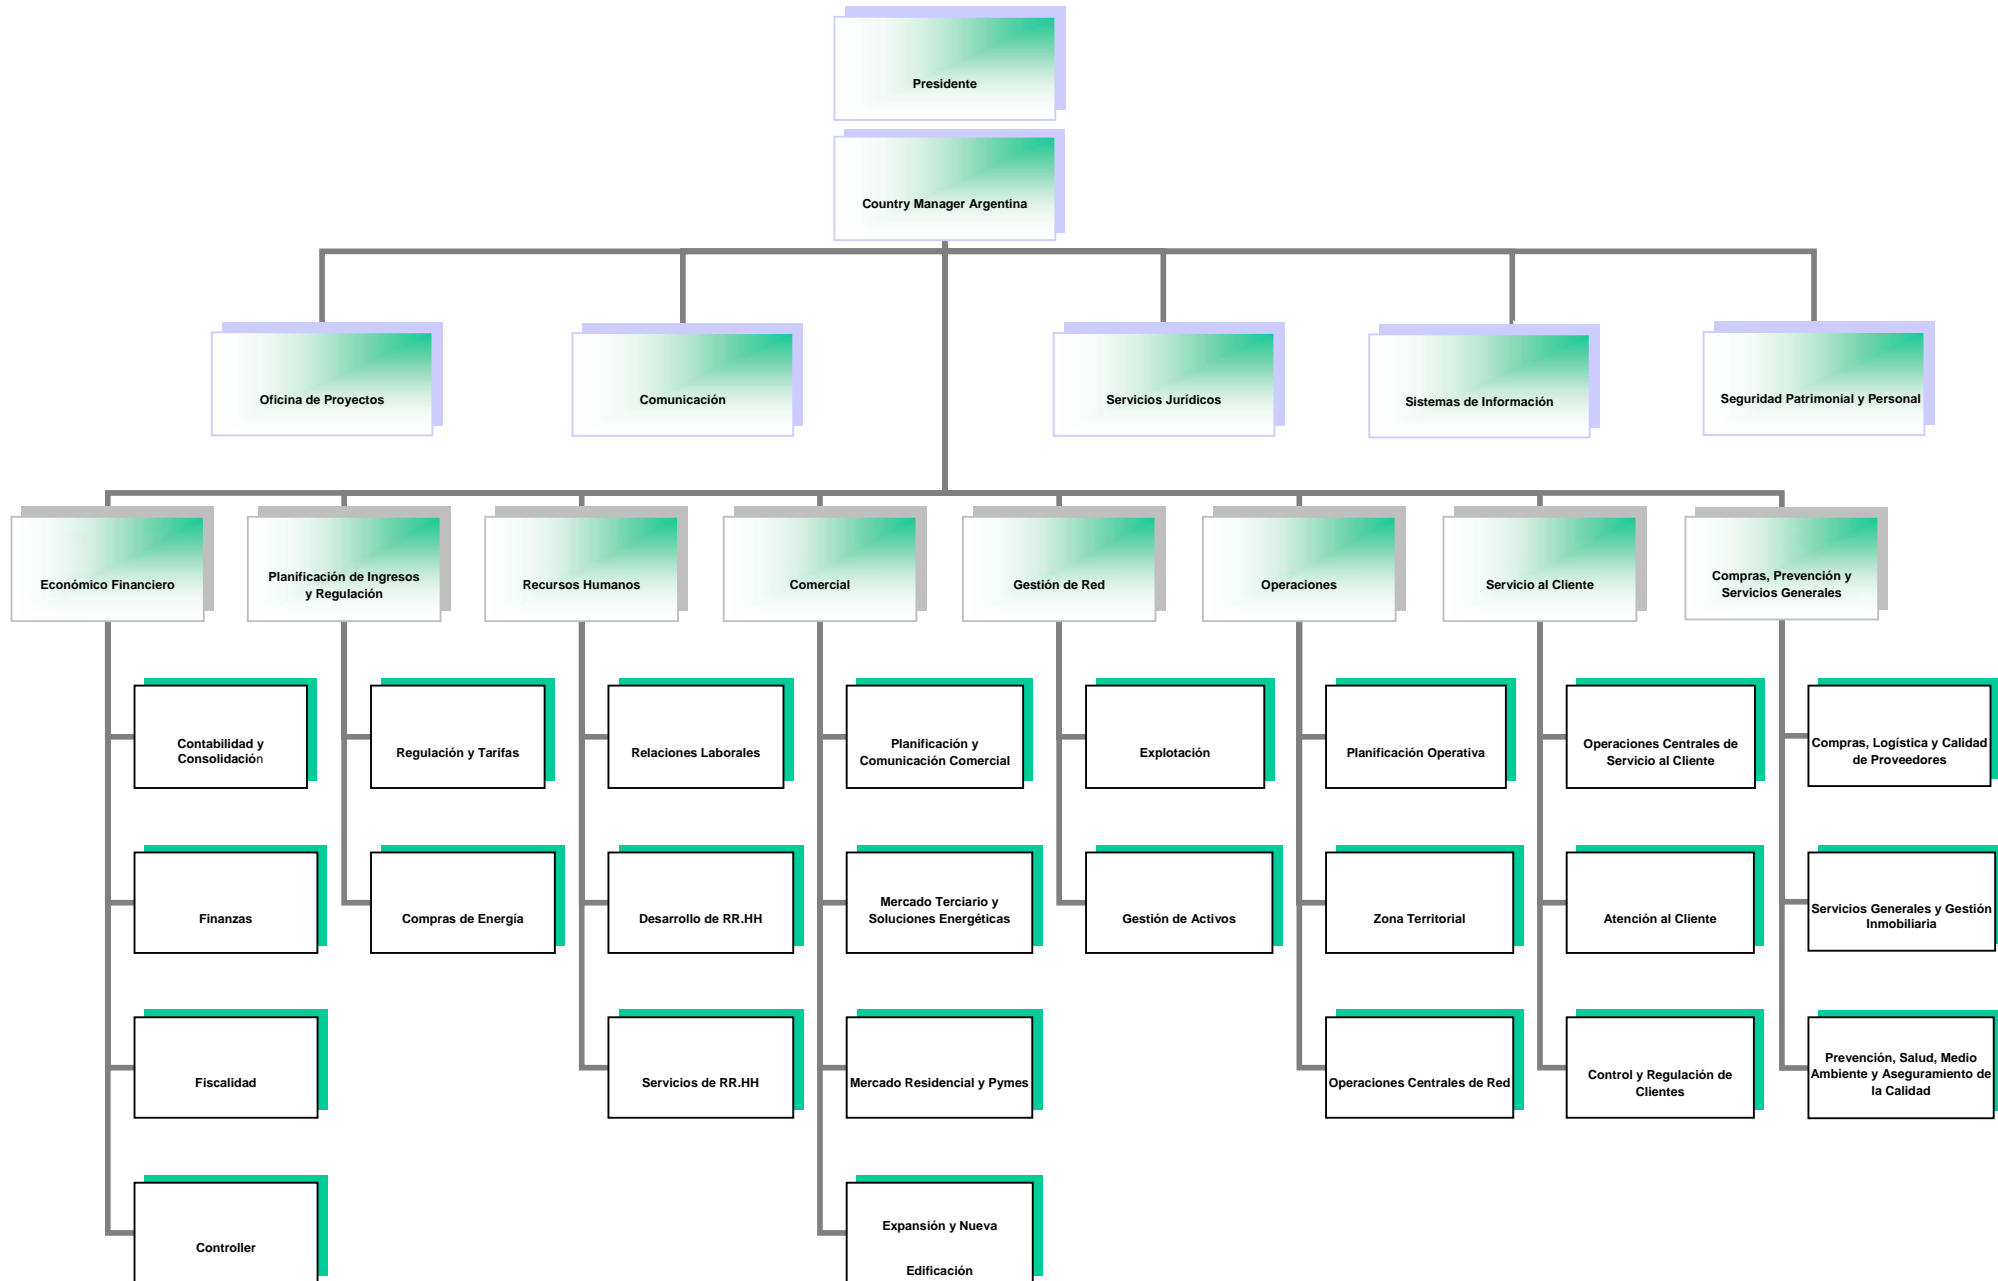 Presidente
Country Manager Argentina
Oficina de Proyectos
Comunicación
Servicios Jurídicos
Sistemas de Información
Seguridad Patrimonial y Personal
Económico Financiero
Planificación de Ingresos
y Regulación
Recursos Humanos
Comercial
Gestión de Red
Operaciones
Servicio al Cliente
Compras, Prevención y
Servicios Generales
Contabilidad y
Consolidación
Regulación y Tarifas
Relaciones Laborales
Planificación y
Comunicación Comercial
Explotación
Planificación Operativa
Operaciones Centrales de
Servicio al Cliente
Compras, Logística y Calidad
de Proveedores
Finanzas
Compras de Energía
Desarrollo de RR.HH
Mercado Terciario y
Soluciones Energéticas
Gestión de Activos
Zona Territorial
Atención al Cliente
Servicios Generales y Gestión
Inmobiliaria
Fiscalidad
Servicios de RR.HH
Mercado Residencial y Pymes
Operaciones Centrales de Red
Control y Regulación de
Clientes
Prevención, Salud, Medio
Ambiente y Aseguramiento de
la Calidad
Controller
Expansión y Nueva
Edificación